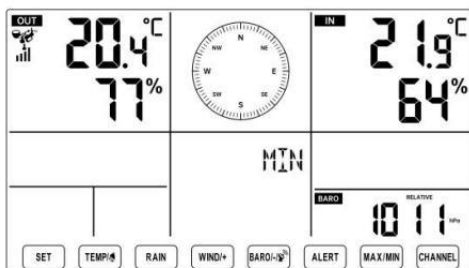 OUT
20.4°C
77%
N
NW NE
W E
SW SE
S
IN
21.9°C
64%
MIN
BARO RELATIVE
1011 hPa
SET TEMP/ RAIN WIND/+ BARO/- ALERT MAX/MIN CHANNEL